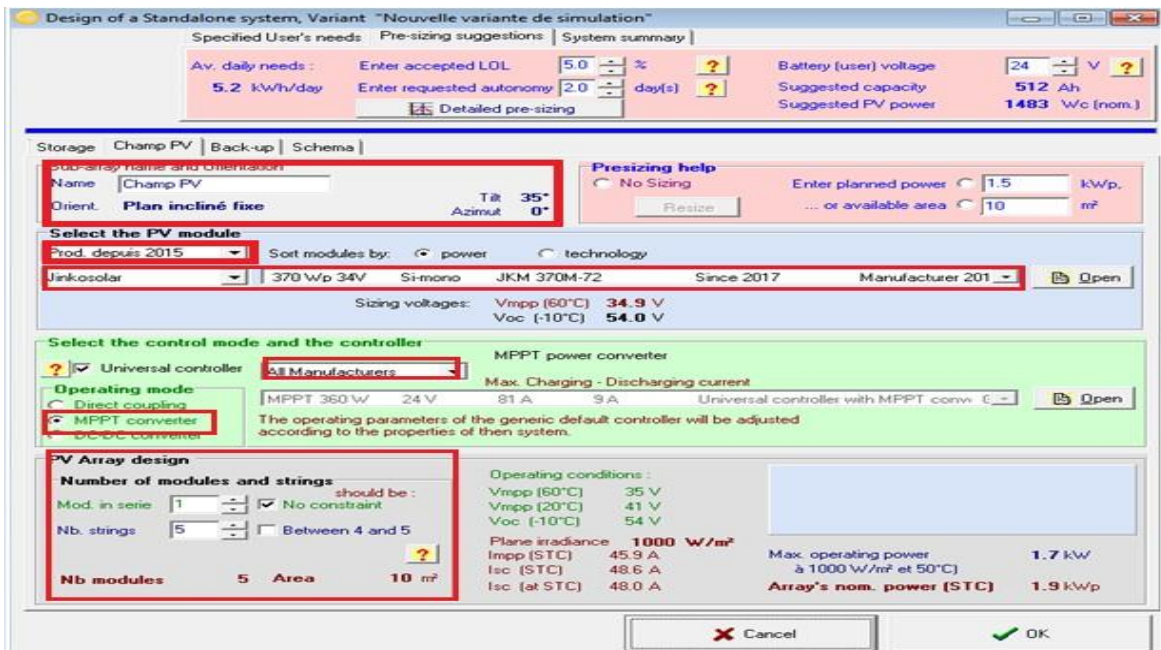 Design of a Standalone system, Variant "Nouvelle variante de simulation"
Specified User's needs Pre-sizing suggestions System summary
Av. daily needs : Enter accepted LOL 5.0 % ? Battery (user) voltage 24 V ?
5.2 kWh/day Enter requested autonomy 2.0 day(s) ? Suggested capacity 512 Ah
Detailed pre-sizing Suggested PV power 1483 Wc (nom.)
Storage Champ PV Back-up Schema
Sub-array name and Orientation
Name Champ PV
Orient. Plan incliné fixe
Tilt 35°
Azimut 0°
Presizing help
No Sizing Enter planned power 1.5 kWp,
Resize ... or available area 10 m²
Select the PV module
Prod. depuis 2015 Sort modules by: power technology
Jinkosolar 370 Wp 34V Si-mono JKM 370M-72 Since 2017 Manufacturer 201 Open
Sizing voltages: Vmpp (60°C) 34.9 V
Voc (-10°C) 54.0 V
Select the control mode and the controller
? Universal controller All Manufacturers MPPT power converter
Operating mode
Direct coupling
MPPT converter
DC-DC converter
Max. Charging - Discharging current
MPPT 360 W 24 V 81 A 9 A Universal controller with MPPT conv Open
The operating parameters of the generic default controller will be adjusted
according to the properties of then system.
PV Array design
Number of modules and strings
should be :
Mod. in serie 1 No constraint
Nb. strings 5 Between 4 and 5
?
Nb modules 5 Area 10 m²
Operating conditions :
Vmpp (60°C) 35 V
Vmpp (20°C) 41 V
Voc (-10°C) 54 V
Plane irradiance 1000 W/m²
Impp (STC) 45.9 A
Isc (STC) 48.6 A
Isc (at STC) 48.0 A
Max. operating power 1.7 kW
à 1000 W/m² et 50°C)
Array's nom. power (STC) 1.9 kWp
Cancel OK